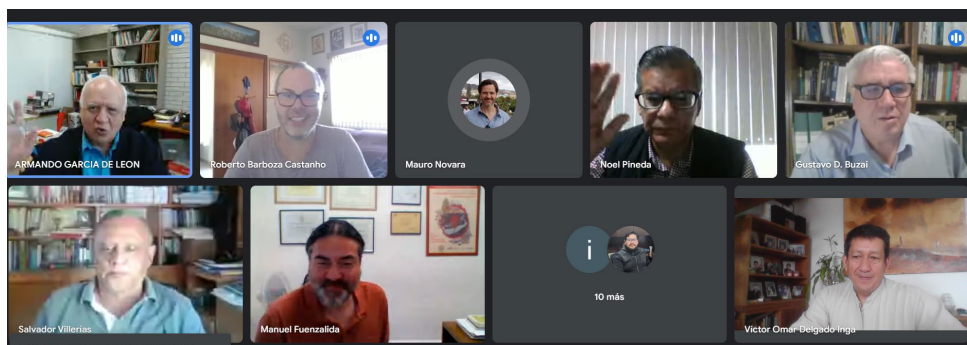 ARMANDO GARCIA DE LEON
Roberto Barboza Castanho
Mauro Novara
Noel Pineda
Gustavo D. Buzai
Salvador Villerias
Manuel Fuenzalida
i
10 más
Víctor Omar Delgado Inga